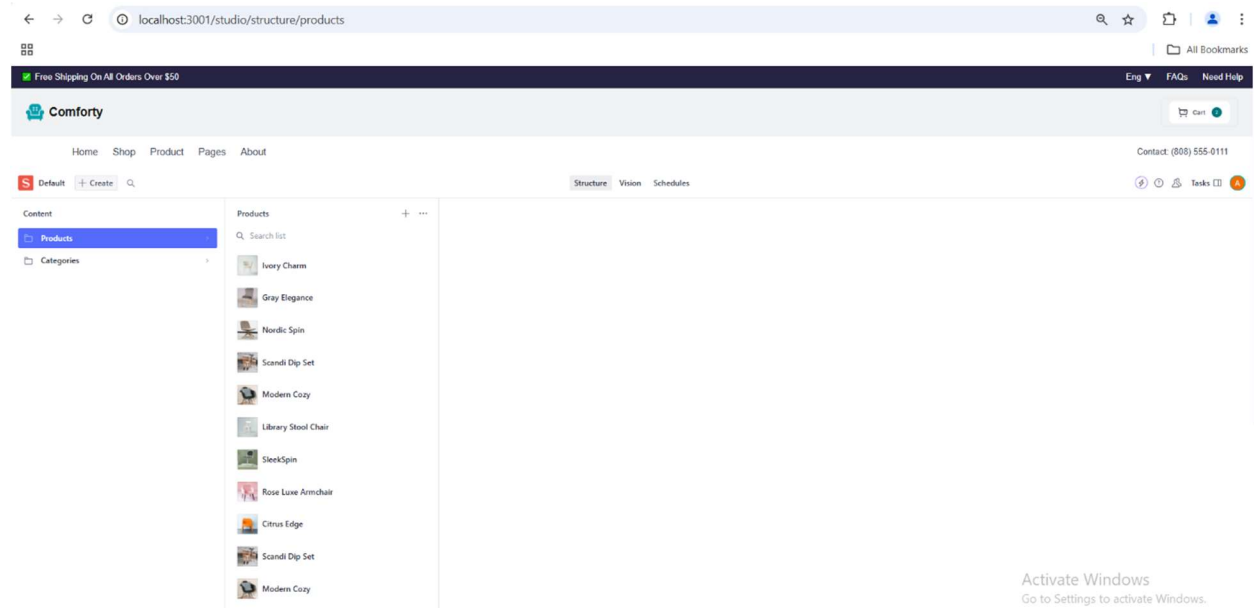 localhost:3001/studio/structure/products
All Bookmarks
Free Shipping On All Orders Over $50
Eng ▼ FAQs Need Help
Comforty
Cart
Home Shop Product Pages About
Contact: (808) 555-0111
S Default + Create
Structure Vision Schedules
Tasks A
Content
Products
Categories
Products
Search list
Ivory Charm
Gray Elegance
Nordic Spin
Scandi Dip Set
Modern Cozy
Library Stool Chair
SleekSpin
Rose Luxe Armchair
Citrus Edge
Scandi Dip Set
Modern Cozy
Activate Windows
Go to Settings to activate Windows.